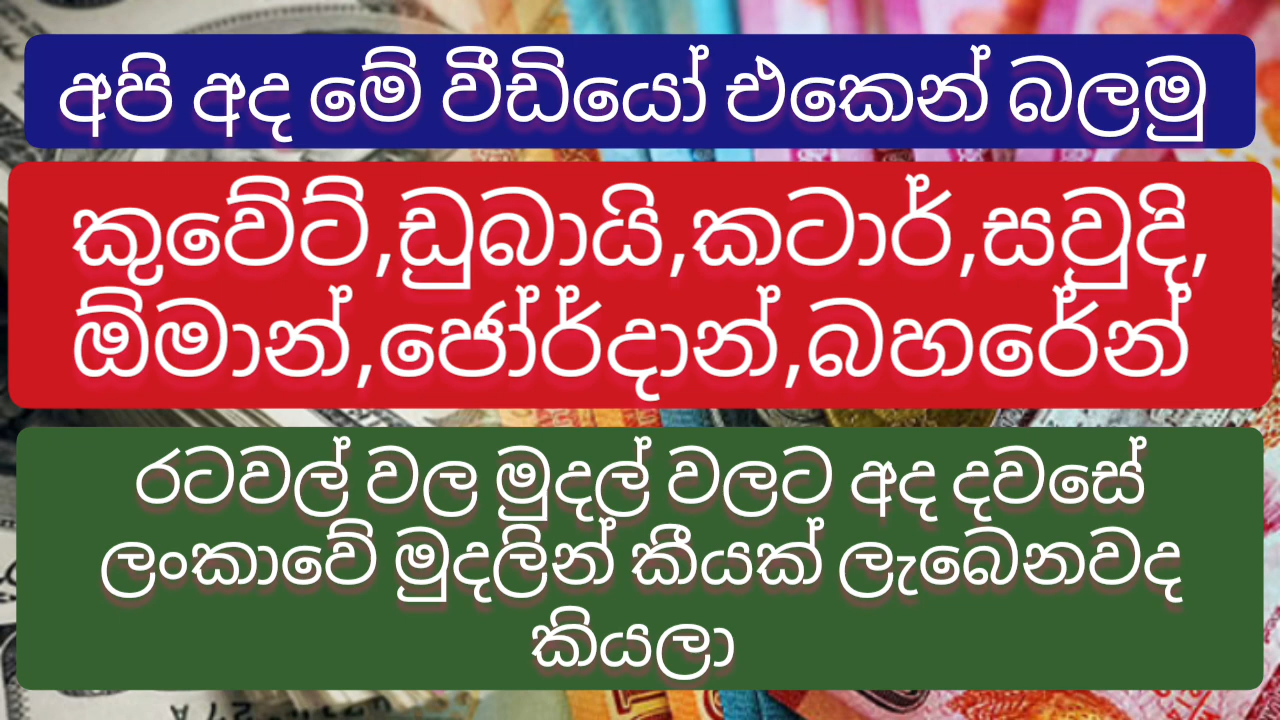 අපි අද මේ වීඩියෝ එකෙන් බලමු
කුවේට්,ඩුබායි,කටාර්,සවුදි,
ඕමාන්,ජෝර්දාන්,බහරේන්
රටවල් වල මුදල් වලට අද දවසේ
ලංකාවේ මුදලින් කීයක් ලැබෙනවද
කියලා